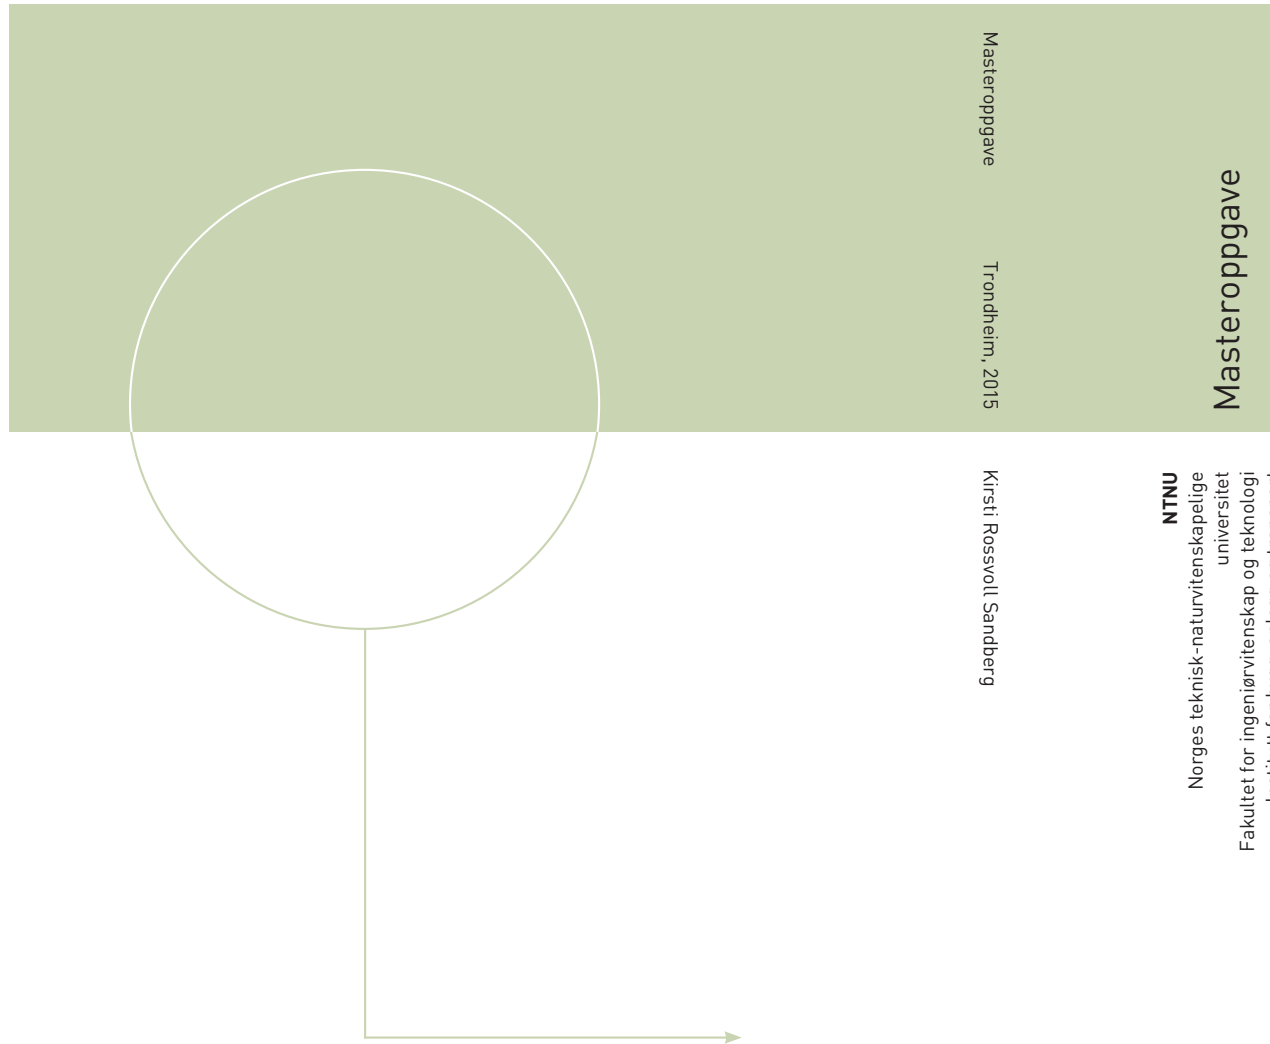 Masteroppgave
Trondheim, 2015
Kirsti Rossvoll Sandberg
Masteroppgave
NTNU
Norges teknisk-naturvitenskapelige
universitet
Fakultet for ingeniørvitenskap og teknologi